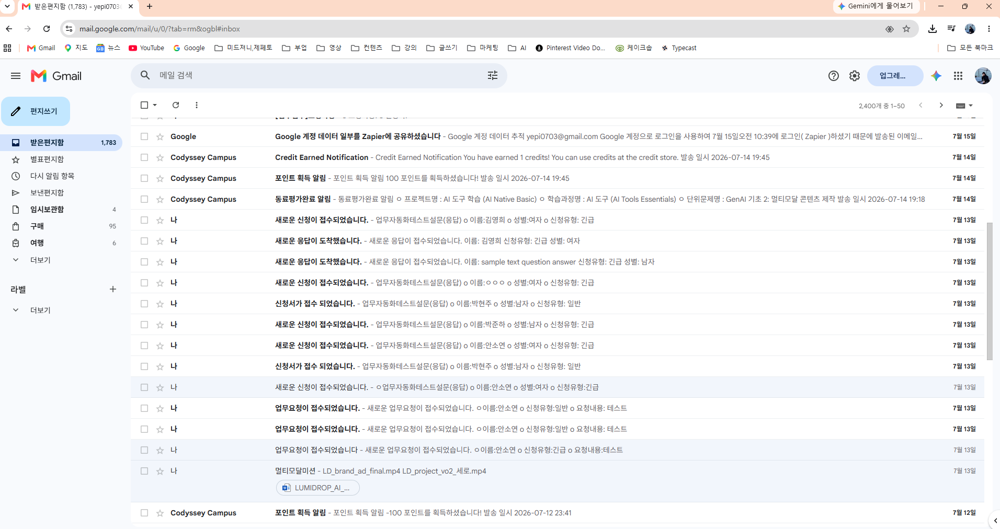 받은편지함 (1,783) - yepi0703
Gemini에게 물어보기
mail.google.com/mail/u/0/?tab=rm&ogbl#inbox
Gmail 지도 뉴스 YouTube Google 미드져니,제페토 부업 영상 컨텐츠 강의 글쓰기 마케팅 AI Pinterest Video Do... 케이크솔 Typecast 모든 북마크
Gmail
메일 검색
업그레...
편지쓰기
2,400개 중 1–50
받은편지함 1,783
별표편지함
다시 알림 항목
보낸편지함
임시보관함 4
구매 95
여행 6
더보기
라벨
더보기
Google Google 계정 데이터 일부를 Zapier에 공유하셨습니다 - Google 계정 데이터 추적 yepi0703@gmail.com Google 계정으로 로그인을 사용하여 7월 15일오전 10:39에 로그인( Zapier )하셨기 때문에 발송된 이메일... 7월 15일
Codyssey Campus Credit Earned Notification - Credit Earned Notification You have earned 1 credits! You can use credits at the credit store. 발송 일시 2026-07-14 19:45 7월 14일
Codyssey Campus 포인트 획득 알림 - 포인트 획득 알림 100 포인트를 획득하셨습니다! 발송 일시 2026-07-14 19:45 7월 14일
Codyssey Campus 동료평가완료 알림 - 동료평가완료 알림 ㅇ 프로젝트명 : AI 도구 학습 (AI Native Basic) ㅇ 학습과정명 : AI 도구 (AI Tools Essentials) ㅇ 단위문제명 : GenAI 기초 2: 멀티모달 콘텐츠 제작 발송 일시 2026-07-14 19:18 7월 14일
나 새로운 신청이 접수되었습니다. - 업무자동화테스트설문(응답) o 이름:김영희 o 성별:여자 o 신청유형: 긴급 7월 13일
나 새로운 응답이 도착했습니다. - 새로운 응답이 접수되었습니다. 이름: 김영희 신청유형: 긴급 성별: 여자 7월 13일
나 새로운 응답이 도착했습니다. - 새로운 응답이 접수되었습니다. 이름: sample text question answer 신청유형: 긴급 성별: 남자 7월 13일
나 새로운 신청이 접수되었습니다. - 업무자동화테스트설문(응답) o 이름:ㅇㅇㅇ o 성별:여자 o 신청유형: 긴급 7월 13일
나 신청서가 접수 되었습니다. - 업무자동화테스트설문(응답) o 이름:박현주 o 성별:남자 o 신청유형: 일반 7월 13일
나 새로운 신청이 접수되었습니다. - 업무자동화테스트설문(응답) o 이름:박준하 o 성별:남자 o 신청유형: 긴급 7월 13일
나 새로운 신청이 접수되었습니다. - 업무자동화테스트설문(응답) o 이름:안소연 o 성별:여자 o 신청유형: 긴급 7월 13일
나 신청서가 접수 되었습니다. - 업무자동화테스트설문(응답) o 이름:박현주 o 성별:남자 o 신청유형: 일반 7월 13일
나 새로운 신청이 접수되었습니다. - ㅇ업무자동화테스트설문(응답) o 이름:안소연 o 성별:여자 o 신청유형:긴급 7월 13일
나 업무요청이 접수되었습니다. - 새로운 업무요청이 접수되었습니다. ㅇ이름:안소연 o 신청유형:일반 o 요청내용: 테스트 7월 13일
나 업무요청이 접수되었습니다. - 새로운 업무요청이 접수되었습니다. ㅇ이름:안소연 o 신청유형:일반 o 요청내용: 테스트 7월 13일
나 업무요청이 접수되었습니다 - 새로운 업무요청이 접수되었습니다. ㅇ이름:안소연 o 신청유형:긴급 o 요청내용:테스트 7월 13일
나 멀티모달미션 - LD_brand_ad_final.mp4 LD_project_vo2_세로.mp4 7월 13일
LUMIDROP_AI_...
Codyssey Campus 포인트 획득 알림 - 포인트 획득 알림 -100 포인트를 획득하셨습니다! 발송 일시 2026-07-12 23:41 7월 12일